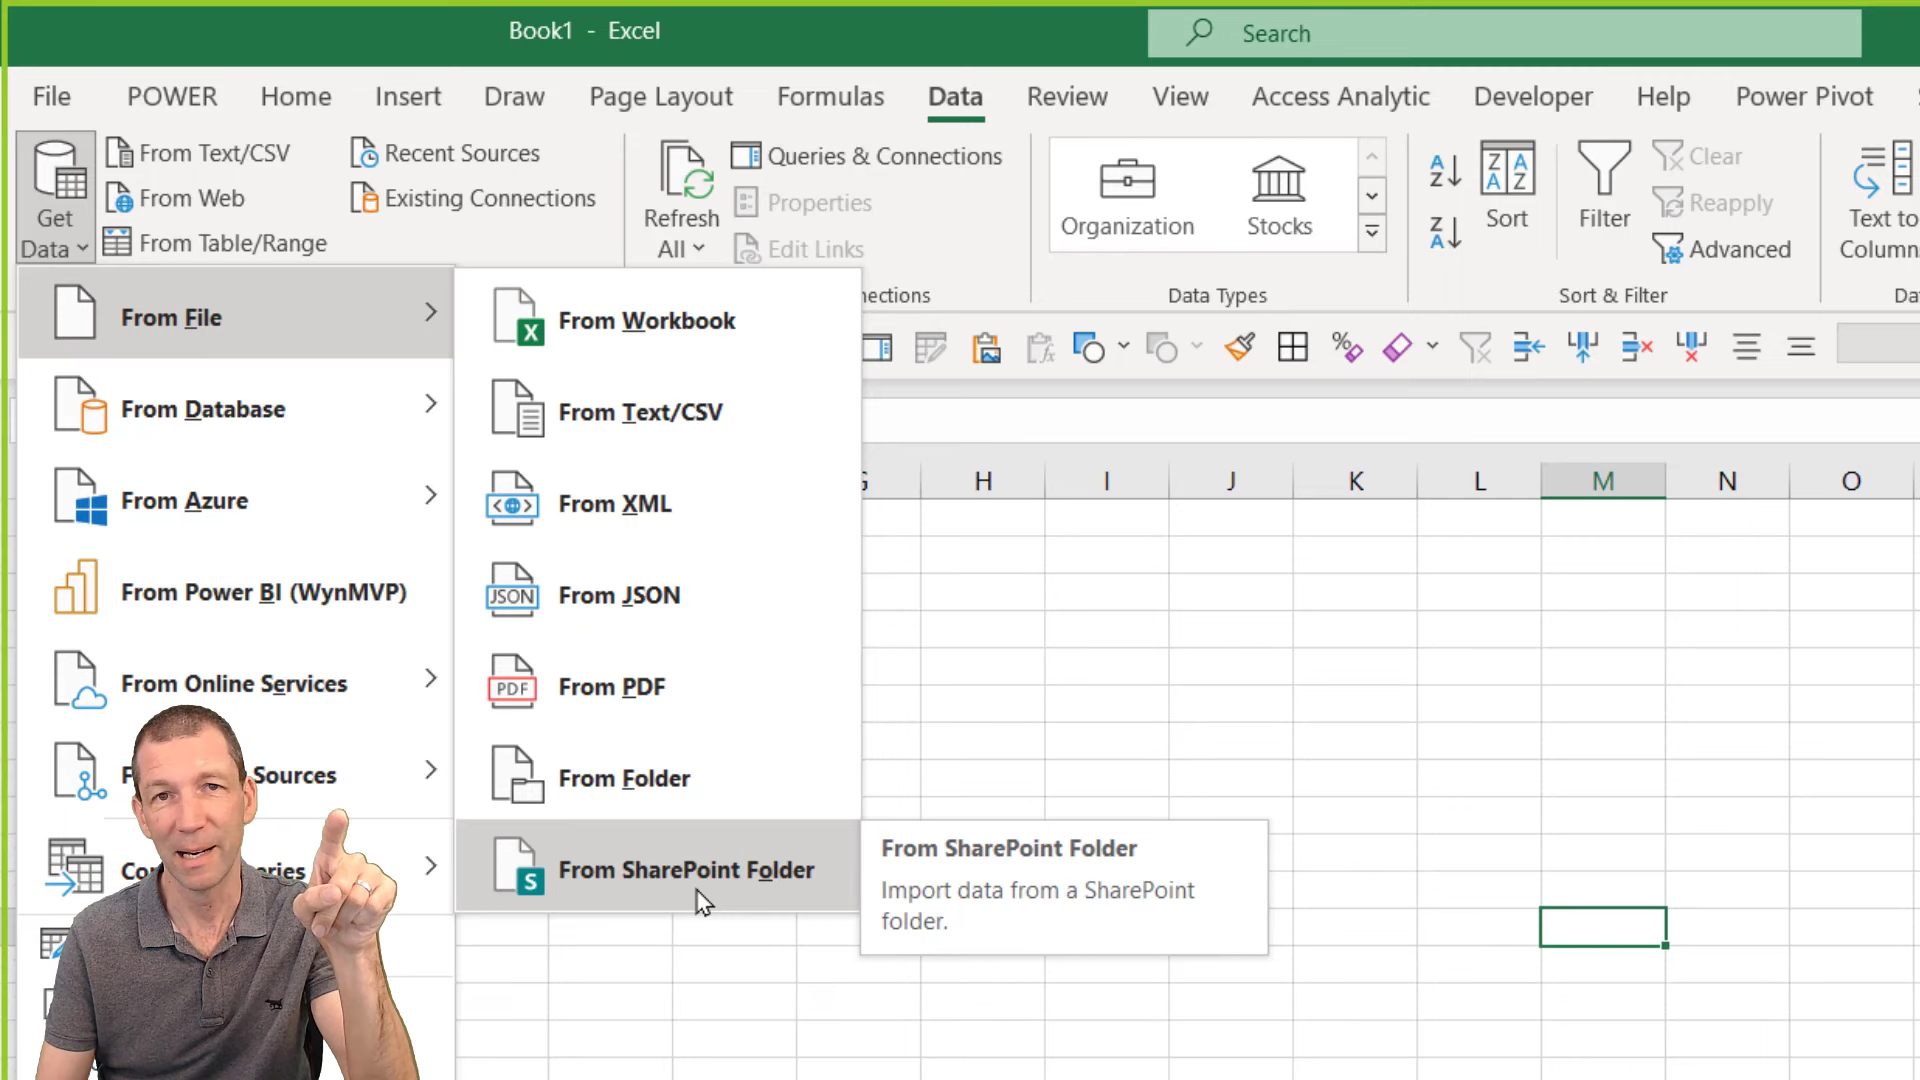 Book1 - Excel
Search
File POWER Home Insert Draw Page Layout Formulas Data Review View Access Analytic Developer Help Power Pivot
Get
Data
From Text/CSV
From Web
From Table/Range
Recent Sources
Existing Connections
Refresh
All
Queries & Connections
Properties
Edit Links
Organization
Stocks
Data Types
A
Z
Z
A
Z A
A Z
Sort
Filter
Clear
Reapply
Advanced
Sort & Filter
Text to
From File
From Database
From Azure
From Power BI (WynMVP)
From Online Services
Sources
From Workbook
From Text/CSV
From XML
JSON
From JSON
PDF
From PDF
From Folder
S
From SharePoint Folder
From SharePoint Folder
Import data from a SharePoint
folder.
% 
H I J K L M N O